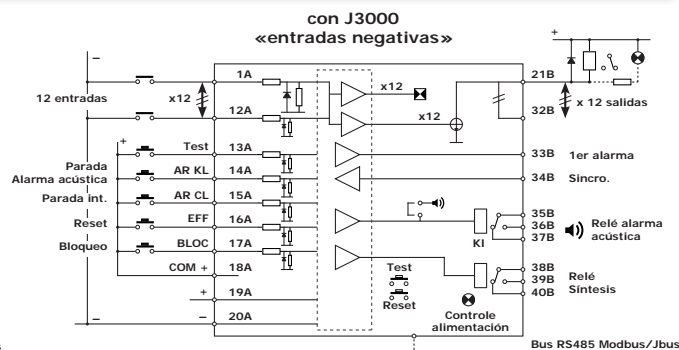 con J3000
«entradas negativas»
–
+
1A
x12
21B
12 entradas
x12
12A
x12
32B
x 12 salidas
+
Test
13A
33B
1er alarma
Parada
Alarma acústica
AR KL
14A
34B
Sincro.
Parada int.
AR CL
15A
35B
Reset
EFF
16A
36B
Relé alarma
acústica
KI
37B
Bloqueo
BLOC
17A
COM +
18A
Test
38B
+
19A
39B
Relé
Síntesis
Reset
40B
–
–
20A
Controle
alimentación
s
Bus RS485 Modbus/Jbus